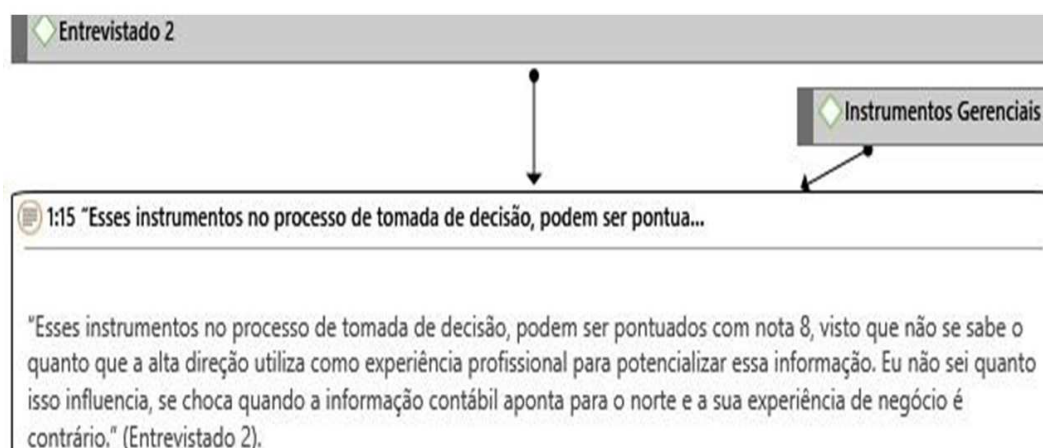 Entrevistado 2
Instrumentos Gerenciais
1:15 “Esses instrumentos no processo de tomada de decisão, podem ser pontua...
“Esses instrumentos no processo de tomada de decisão, podem ser pontuados com nota 8, visto que não se sabe o
quanto que a alta direção utiliza como experiência profissional para potencializar essa informação. Eu não sei quanto
isso influencia, se choca quando a informação contábil aponta para o norte e a sua experiência de negócio é
contrário.” (Entrevistado 2).